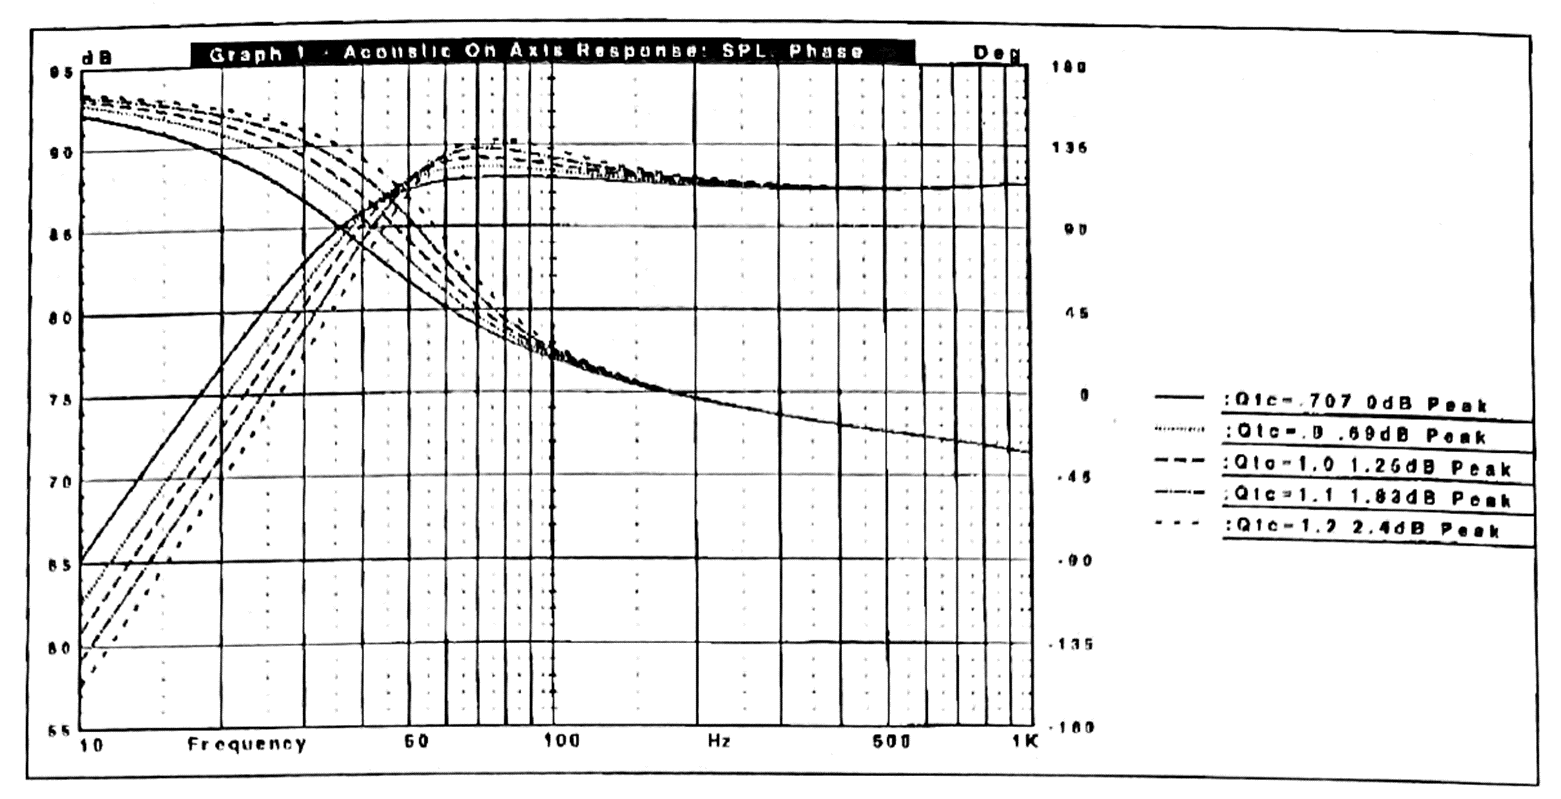 dB
Graph 1 - Acoustic On Axis Response: SPL, Phase
Deg
95
90
85
80
75
70
65
60
55
180
135
90
45
0
-45
-90
-135
-180
10 Frequency 50 100 Hz 500 1K
:Qtc=.707 0dB Peak
:Qtc=.9 .69dB Peak
:Qtc=1.0 1.25dB Peak
:Qtc=1.1 1.83dB Peak
:Qtc=1.2 2.4dB Peak